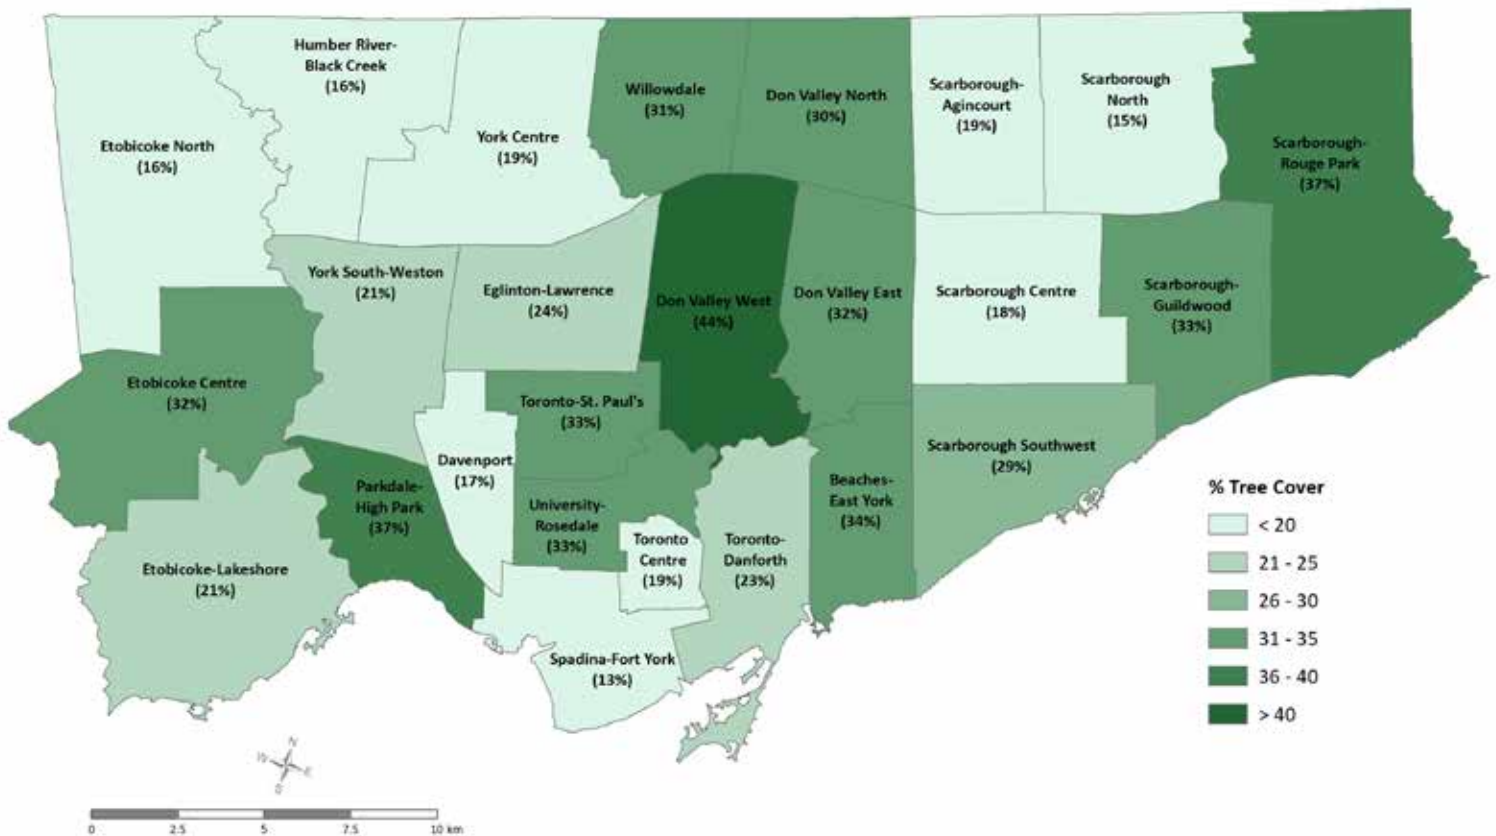 Humber River-
Black Creek
(16%)
Willowdale
(31%)
Don Valley North
(30%)
Scarborough-
Agincourt
(19%)
Scarborough
North
(15%)
Etobicoke North
(16%)
York Centre
(19%)
Scarborough-
Rouge Park
(37%)
York South-Weston
(21%)
Eglinton-Lawrence
(24%)
Don Valley West
(44%)
Don Valley East
(32%)
Scarborough Centre
(18%)
Scarborough-
Guildwood
(33%)
Etobicoke Centre
(32%)
Toronto-St. Paul's
(33%)
Davenport
(17%)
Scarborough Southwest
(29%)
Parkdale-
High Park
(37%)
University-
Rosedale
(33%)
Beaches-
East York
(34%)
Toronto
Centre
(19%)
Toronto-
Danforth
(23%)
Etobicoke-Lakeshore
(21%)
Spadina-Fort York
(13%)
% Tree Cover
< 20
21 - 25
26 - 30
31 - 35
36 - 40
> 40
N
W
E
S
0 2.5 5 7.5 10 km